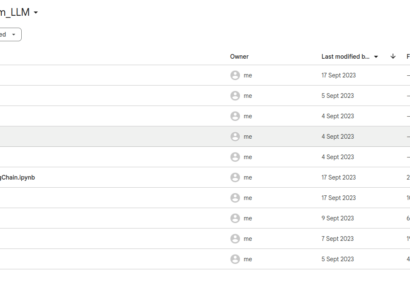 m_LLM
ed
Owner Last modified b... F
me 17 Sept 2023 –
me 5 Sept 2023 –
me 4 Sept 2023 –
me 4 Sept 2023 –
me 4 Sept 2023 –
gChain.ipynb me 17 Sept 2023 2
me 17 Sept 2023
me 9 Sept 2023 6
me 7 Sept 2023
me 5 Sept 2023 4